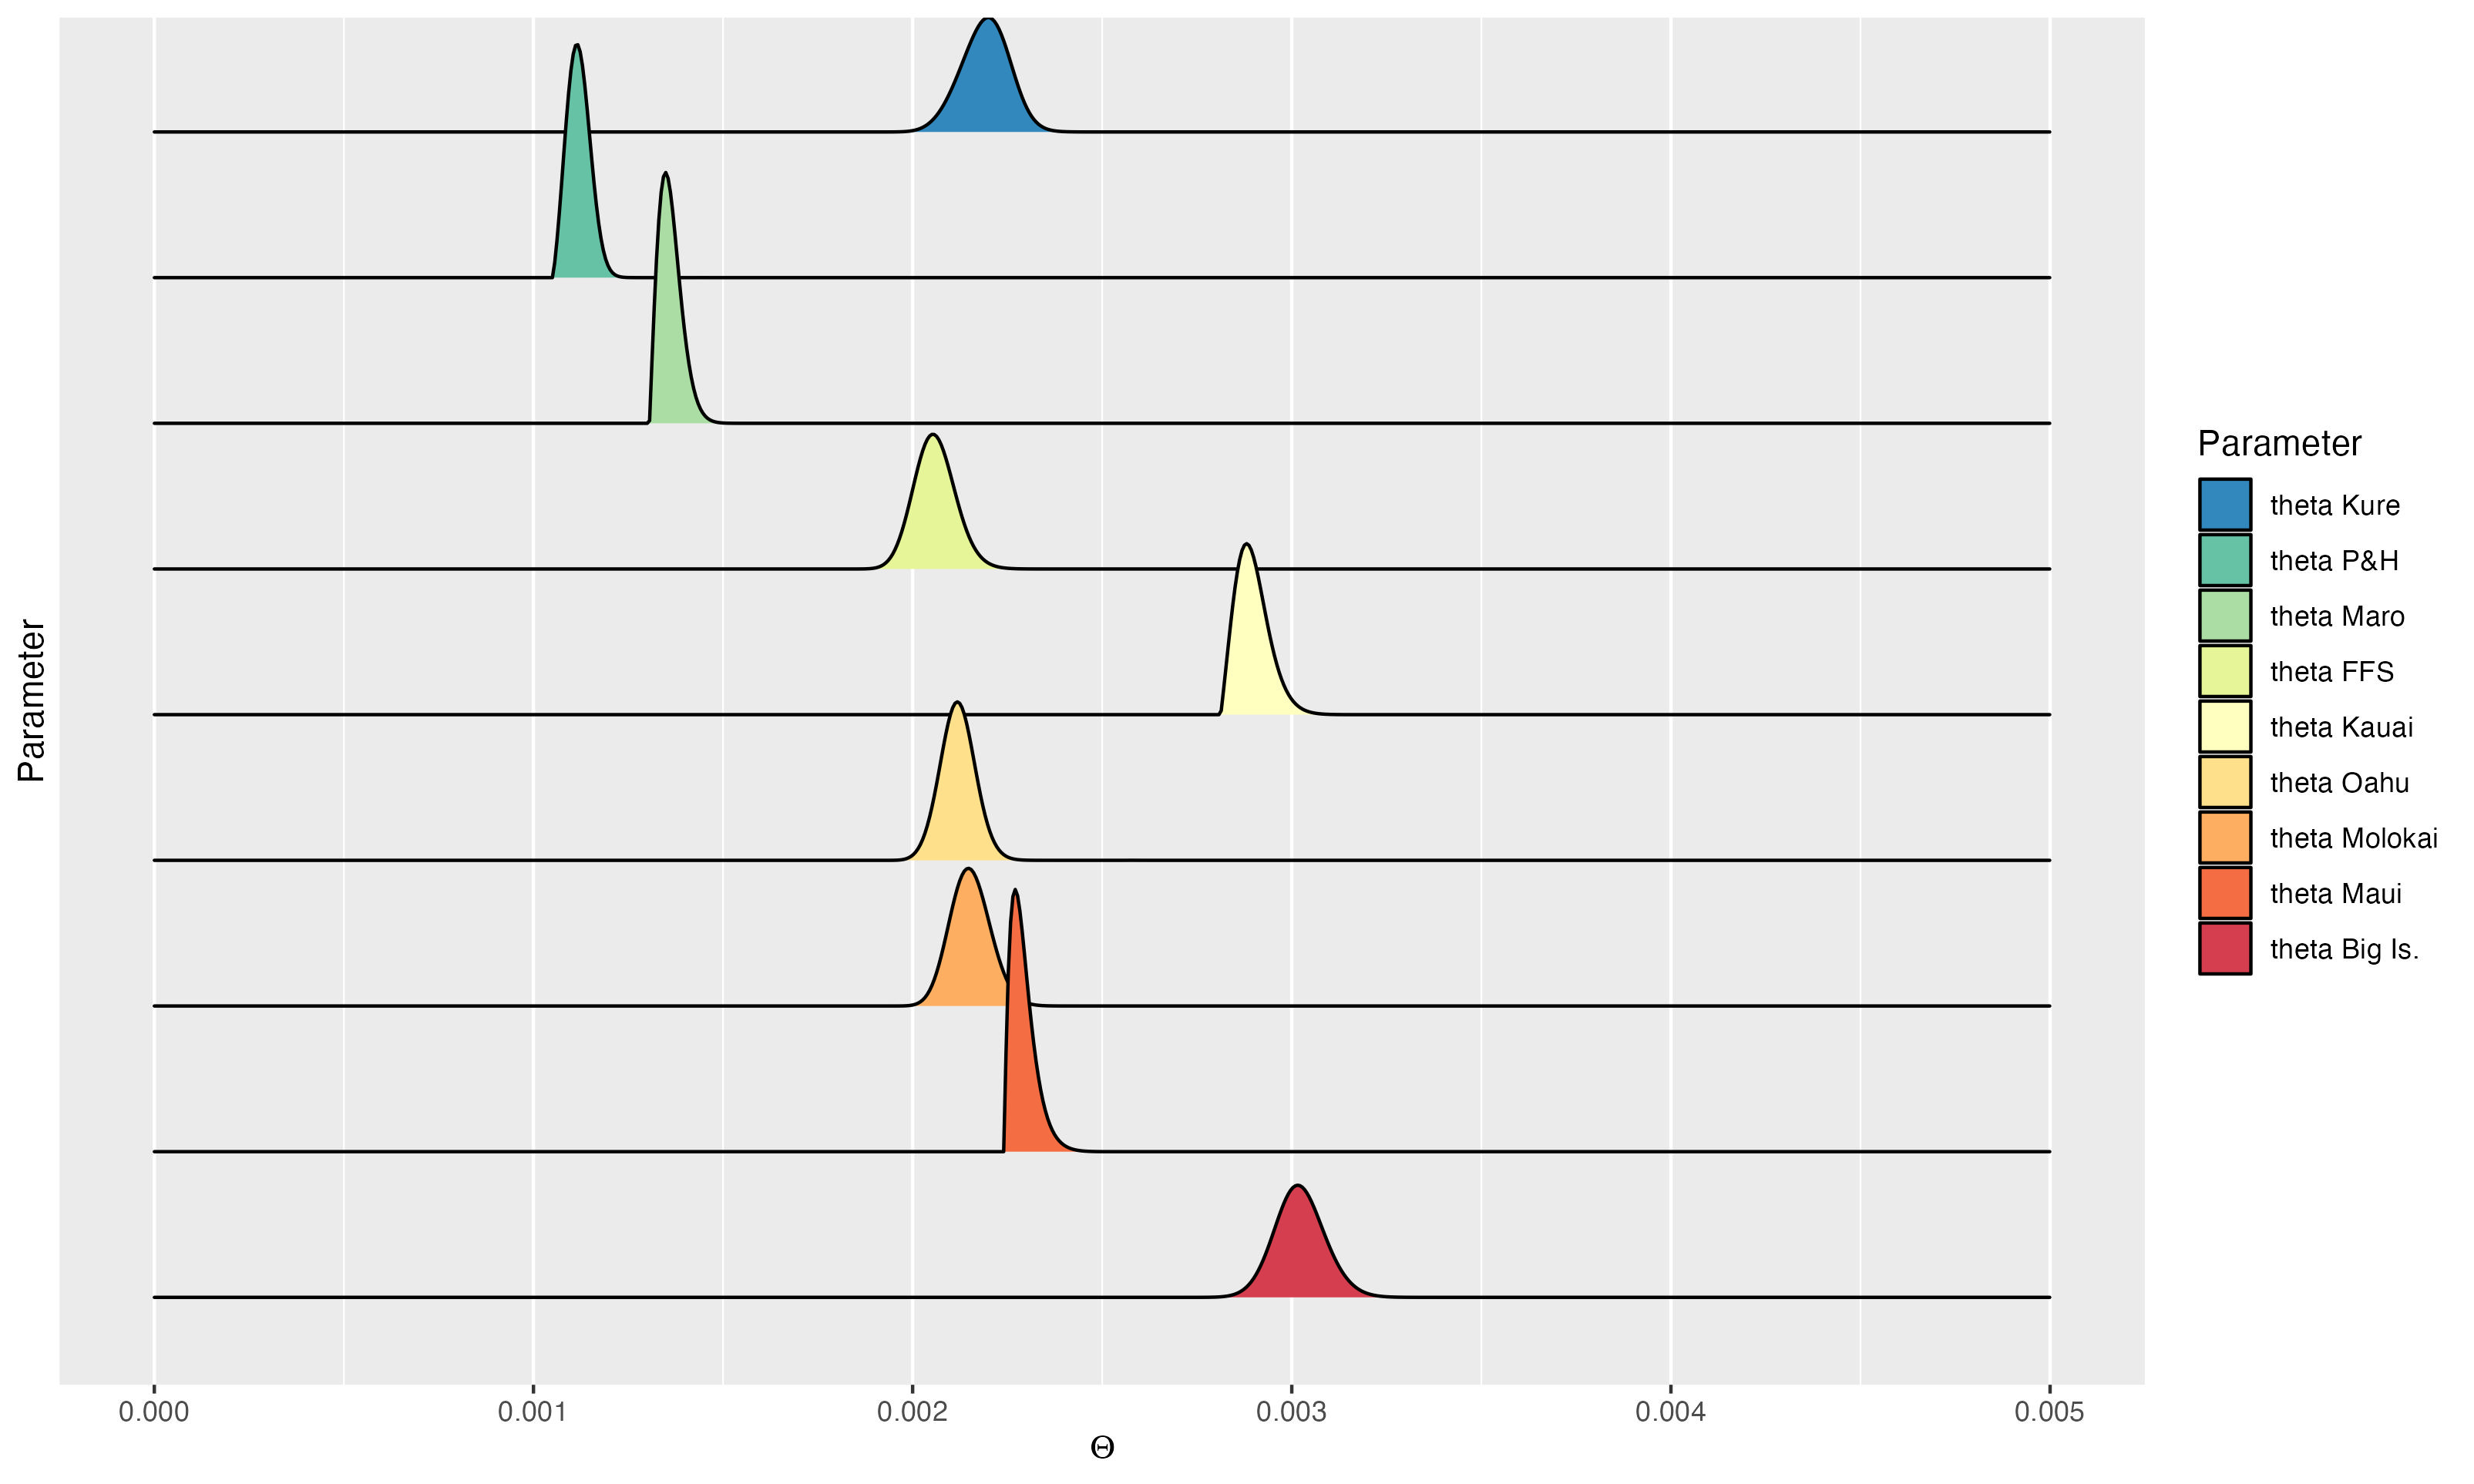 Parameter
0.000 0.001 0.002 0.003 0.004 0.005
Θ
Parameter
theta Kure
theta P&H
theta Maro
theta FFS
theta Kauai
theta Oahu
theta Molokai
theta Maui
theta Big Is.